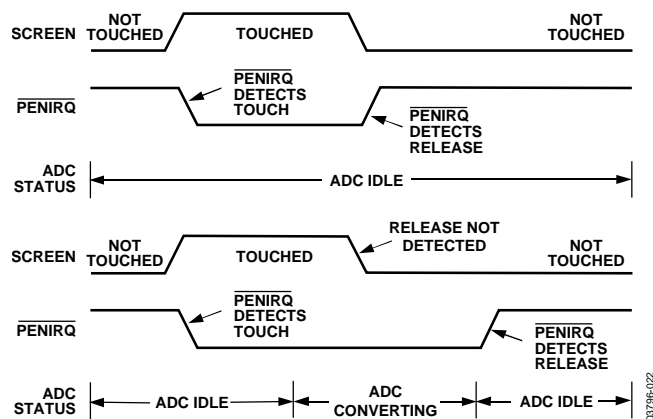 SCREEN
NOT
TOUCHED
TOUCHED
NOT
TOUCHED
PENIRQ
PENIRQ
DETECTS
TOUCH
PENIRQ
DETECTS
RELEASE
ADC
STATUS
ADC IDLE
SCREEN
NOT
TOUCHED
TOUCHED
RELEASE NOT
DETECTED
NOT
TOUCHED
PENIRQ
PENIRQ
DETECTS
TOUCH
PENIRQ
DETECTS
RELEASE
ADC
STATUS
ADC IDLE
ADC
CONVERTING
ADC IDLE
03796-022